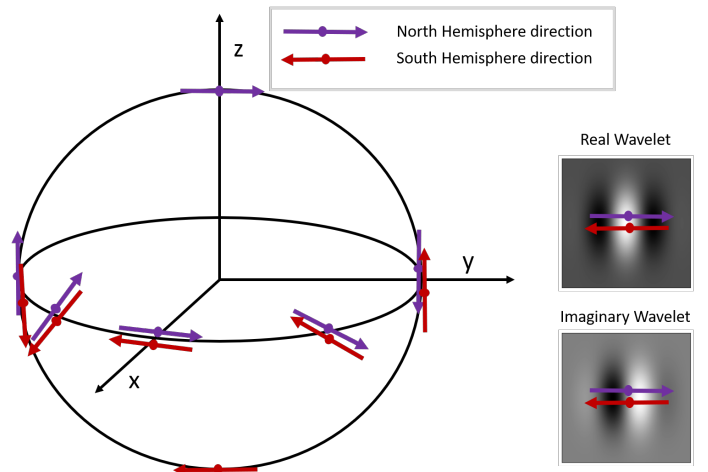 z
North Hemisphere direction
South Hemisphere direction
Real Wavelet
y
Imaginary Wavelet
x